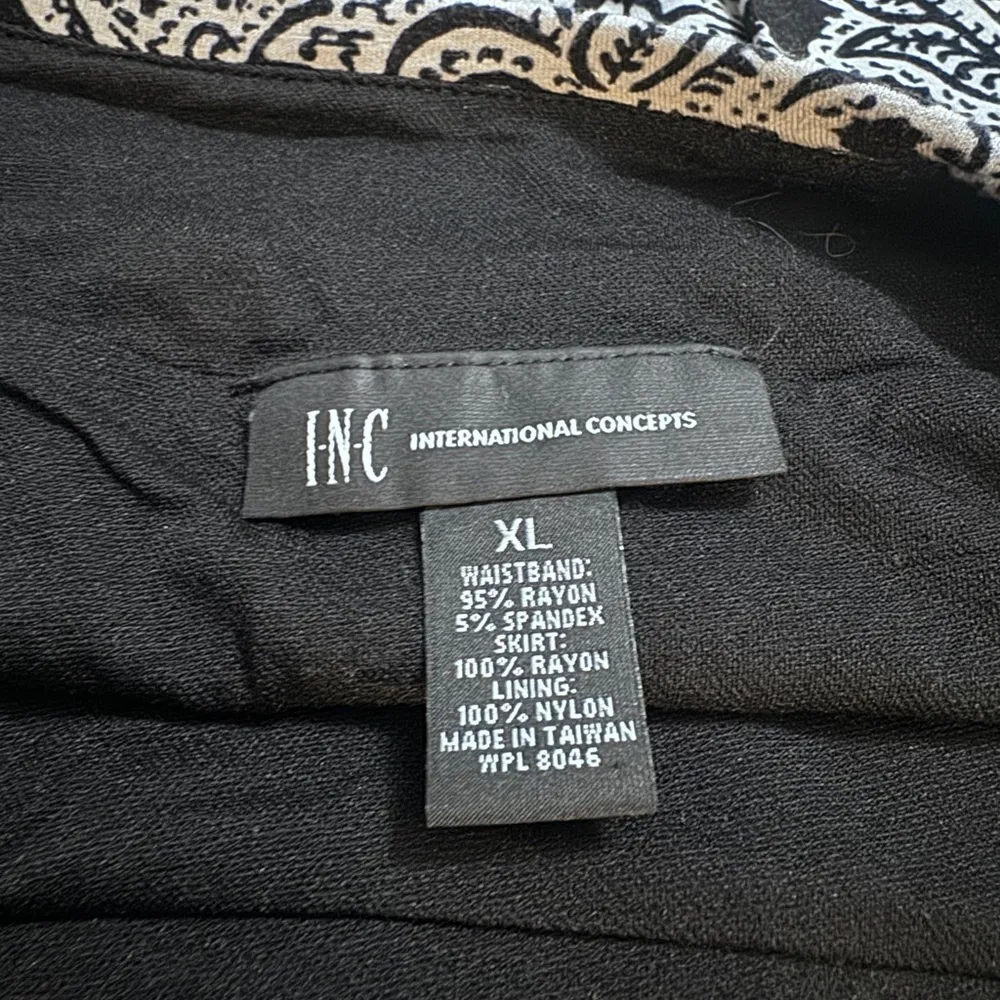 I·N·C INTERNATIONAL CONCEPTS
XL
WAISTBAND:
95% RAYON
5% SPANDEX
SKIRT:
100% RAYON
LINING:
100% NYLON
MADE IN TAIWAN
WPL 8046